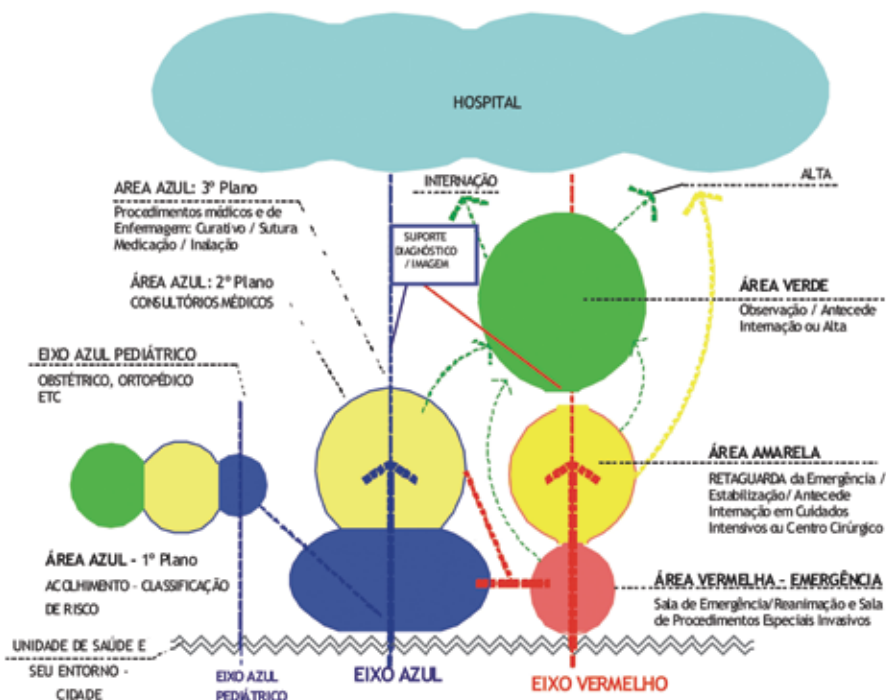 HOSPITAL
AREA AZUL: 3º Plano
Procedimentos médicos e de
Enfermagem: Curativo / Sutura
Medicação / Inalação
INTERNAÇÃO
ALTA
SUPORTE
DIAGNÓSTICO
/ IMAGEM
ÁREA AZUL: 2º Plano
CONSULTÓRIOS MÉDICOS
ÁREA VERDE
Observação / Antecede
Internação ou Alta
EIXO AZUL PEDIÁTRICO
OBSTÉTRICO, ORTOPÉDICO
ETC
ÁREA AMARELA
RETAGUARDA da Emergência /
Estabilização/ Antecede
Internação em Cuidados
Intensivos ou Centro Cirúrgico
ÁREA AZUL - 1º Plano
ACOLHIMENTO - CLASSIFICAÇÃO
DE RISCO
ÁREA VERMELHA - EMERGÊNCIA
Sala de Emergência/Reanimação e Sala
de Procedimentos Especiais Invasivos
UNIDADE DE SAÚDE E
SEU ENTORNO -
CIDADE
EIXO AZUL
PEDIÁTRICO
EIXO AZUL
EIXO VERMELHO